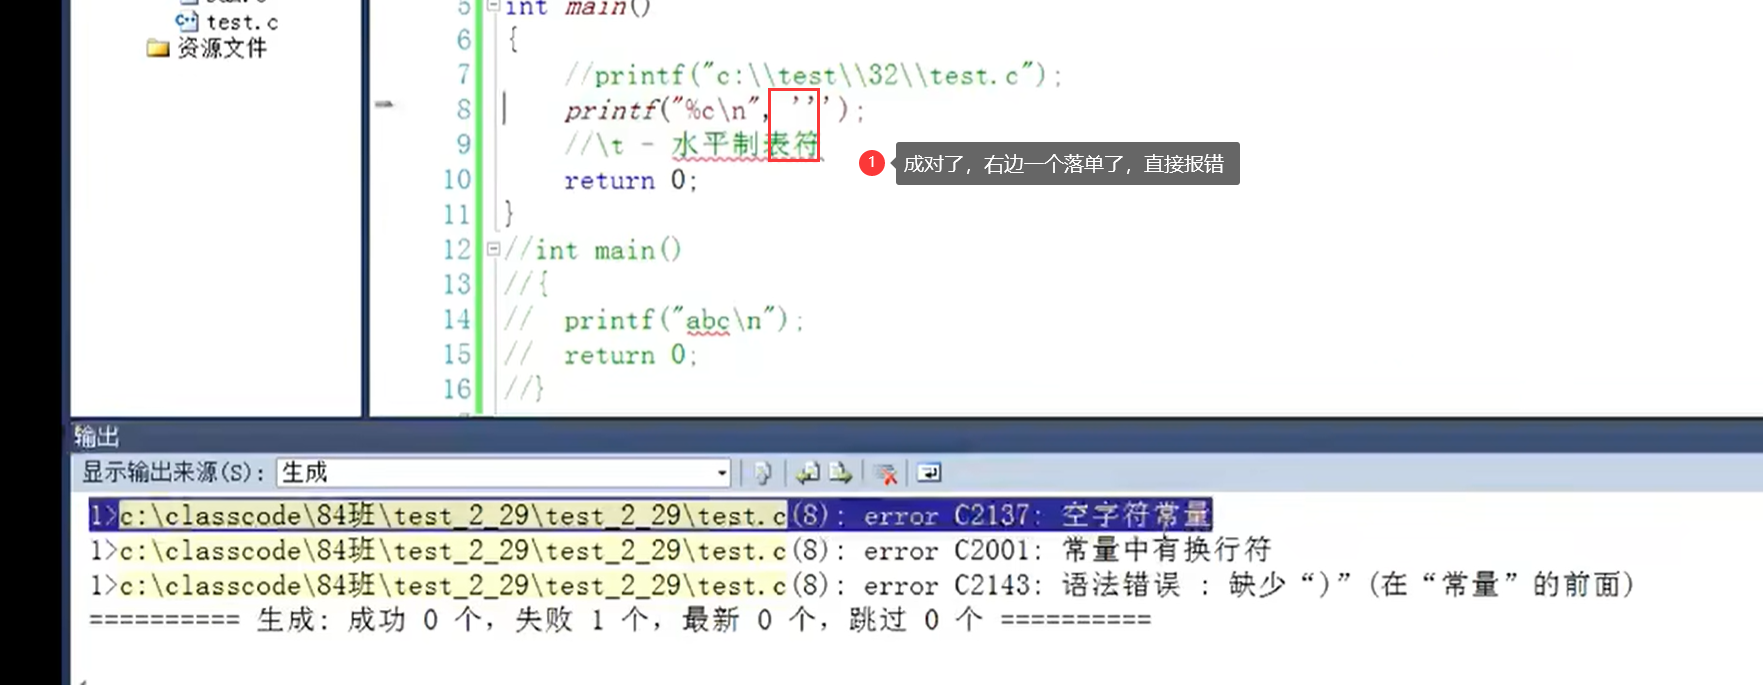 test.c
资源文件
5 int main()
6 {
7 //printf("c:\\test\\32\\test.c");
8 printf("%c\n", ''');
9 //\t - 水平制表符
10 return 0;
11 }
12 //int main()
13 //{
14 // printf("abc\n");
15 // return 0;
16 //}
1 成对了，右边一个落单了，直接报错
输出
显示输出来源(S): 生成
1>c:\classcode\84班\test_2_29\test_2_29\test.c(8): error C2137: 空字符常量
1>c:\classcode\84班\test_2_29\test_2_29\test.c(8): error C2001: 常量中有换行符
1>c:\classcode\84班\test_2_29\test_2_29\test.c(8): error C2143: 语法错误 : 缺少“)”(在“常量”的前面)
========== 生成: 成功 0 个，失败 1 个，最新 0 个，跳过 0 个 ==========